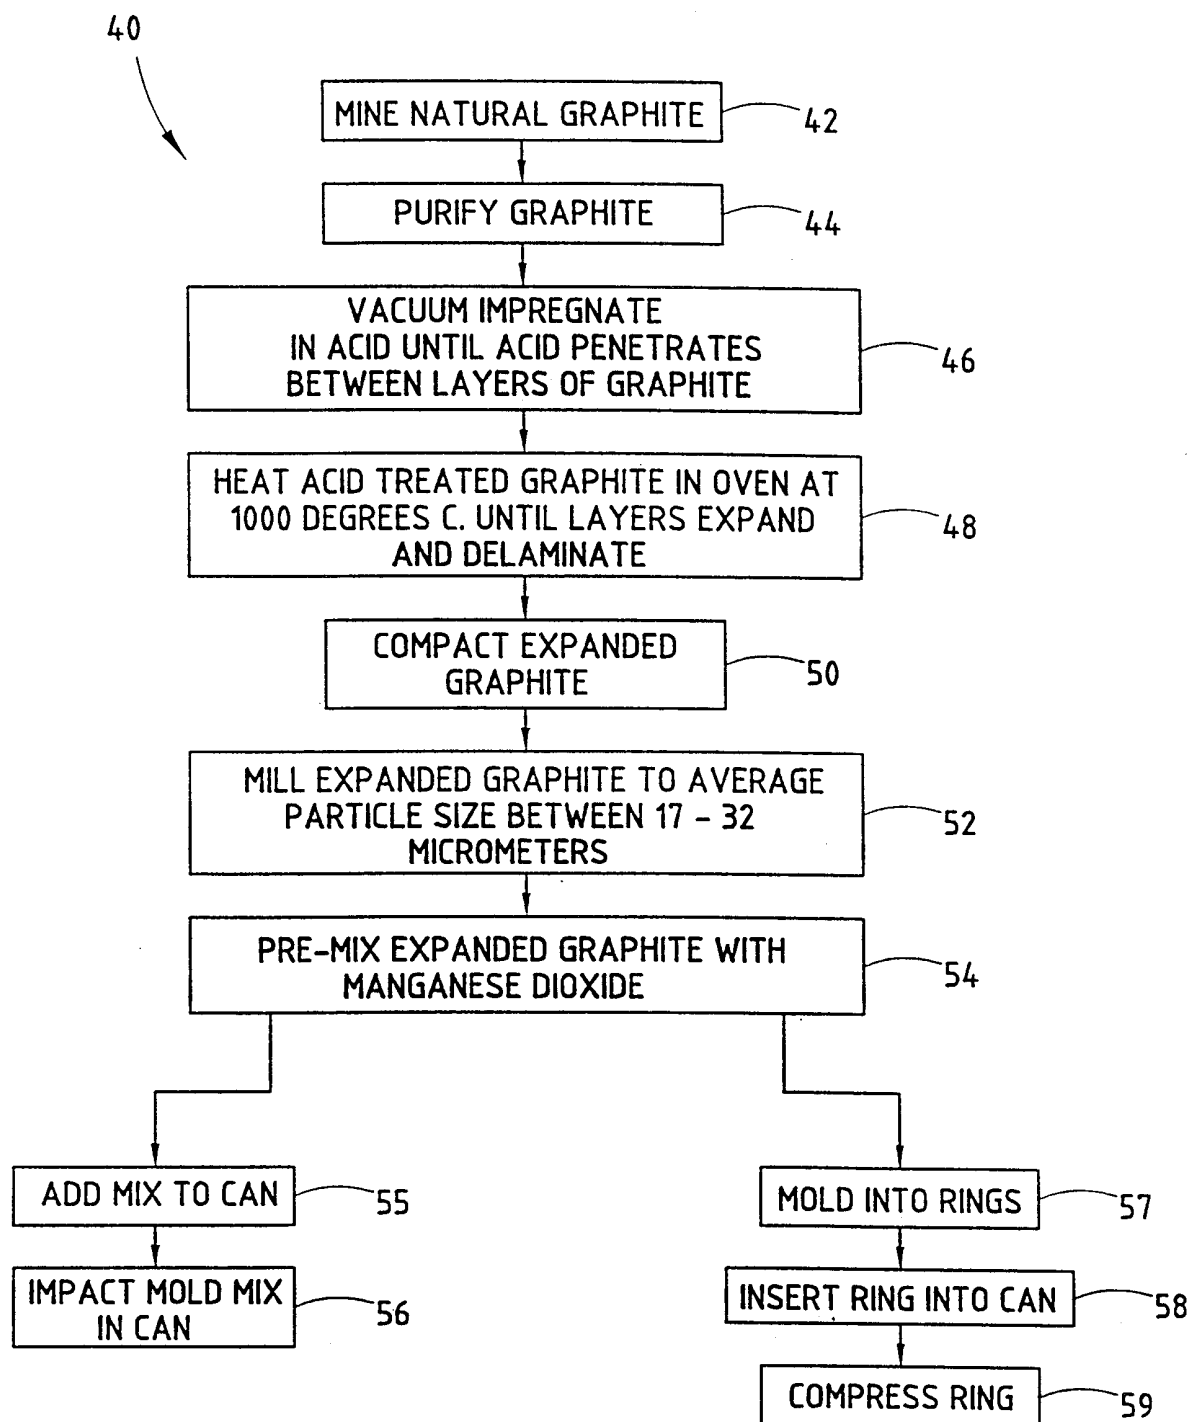 40
MINE NATURAL GRAPHITE
42
PURIFY GRAPHITE
44
VACUUM IMPREGNATE
IN ACID UNTIL ACID PENETRATES
BETWEEN LAYERS OF GRAPHITE
46
HEAT ACID TREATED GRAPHITE IN OVEN AT
1000 DEGREES C. UNTIL LAYERS EXPAND
AND DELAMINATE
48
COMPACT EXPANDED
GRAPHITE
50
MILL EXPANDED GRAPHITE TO AVERAGE
PARTICLE SIZE BETWEEN 17 - 32
MICROMETERS
52
PRE-MIX EXPANDED GRAPHITE WITH
MANGANESE DIOXIDE
54
ADD MIX TO CAN
55
IMPACT MOLD MIX
IN CAN
56
MOLD INTO RINGS
57
INSERT RING INTO CAN
58
COMPRESS RING
59